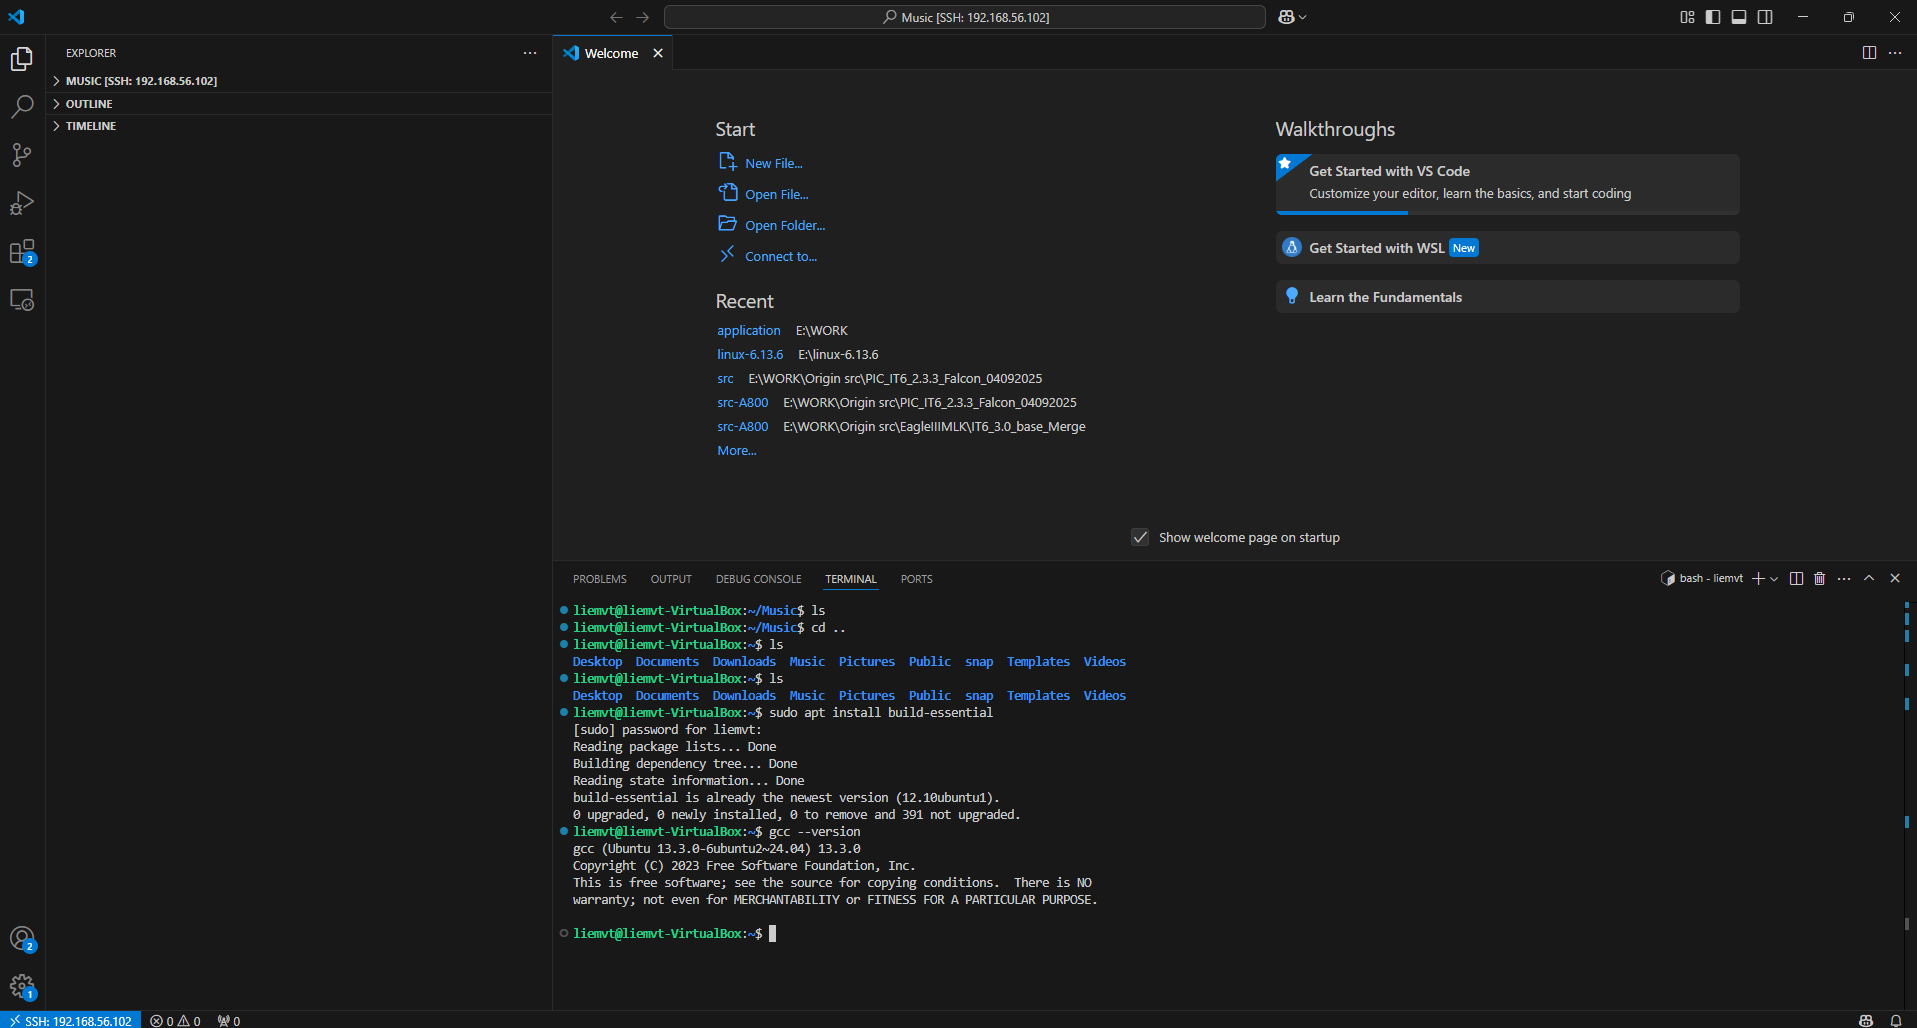 Music [SSH: 192.168.56.102]
EXPLORER
MUSIC [SSH: 192.168.56.102]
OUTLINE
TIMELINE
2
2
1
Welcome
Start
New File...
Open File...
Open Folder...
Connect to...
Recent
application E:\WORK
linux-6.13.6 E:\linux-6.13.6
src E:\WORK\Origin src\PIC_IT6_2.3.3_Falcon_04092025
src-A800 E:\WORK\Origin src\PIC_IT6_2.3.3_Falcon_04092025
src-A800 E:\WORK\Origin src\EagleIIIMLK\IT6_3.0_base_Merge
More...
Walkthroughs
Get Started with VS Code
Customize your editor, learn the basics, and start coding
Get Started with WSL New
Learn the Fundamentals
Show welcome page on startup
PROBLEMS OUTPUT DEBUG CONSOLE TERMINAL PORTS
bash - liemvt
liemvt@liemvt-VirtualBox:~/Music$ ls
liemvt@liemvt-VirtualBox:~/Music$ cd ..
liemvt@liemvt-VirtualBox:~$ ls
Desktop Documents Downloads Music Pictures Public snap Templates Videos
liemvt@liemvt-VirtualBox:~$ ls
Desktop Documents Downloads Music Pictures Public snap Templates Videos
liemvt@liemvt-VirtualBox:~$ sudo apt install build-essential
[sudo] password for liemvt:
Reading package lists... Done
Building dependency tree... Done
Reading state information... Done
build-essential is already the newest version (12.10ubuntu1).
0 upgraded, 0 newly installed, 0 to remove and 391 not upgraded.
liemvt@liemvt-VirtualBox:~$ gcc --version
gcc (Ubuntu 13.3.0-6ubuntu2~24.04) 13.3.0
Copyright (C) 2023 Free Software Foundation, Inc.
This is free software; see the source for copying conditions.  There is NO
warranty; not even for MERCHANTABILITY or FITNESS FOR A PARTICULAR PURPOSE.
liemvt@liemvt-VirtualBox:~$
SSH: 192.168.56.102 0 0 0